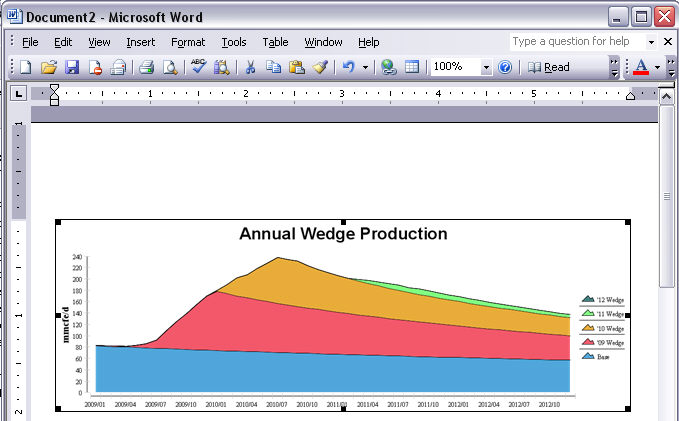 Document2 - Microsoft Word
File Edit View Insert Format Tools Table Window Help Type a question for help
100% Read A
L 1 2 3 4 5
1
1
2
Annual Wedge Production
mmcfe/d
240
220
200
180
160
140
120
100
80
60
40
20
0
2009/01 2009/04 2009/07 2009/10 2010/01 2010/04 2010/07 2010/10 2011/01 2011/04 2011/07 2011/10 2012/01 2012/04 2012/07 2012/10
'12 Wedge
'11 Wedge
'10 Wedge
'09 Wedge
Base